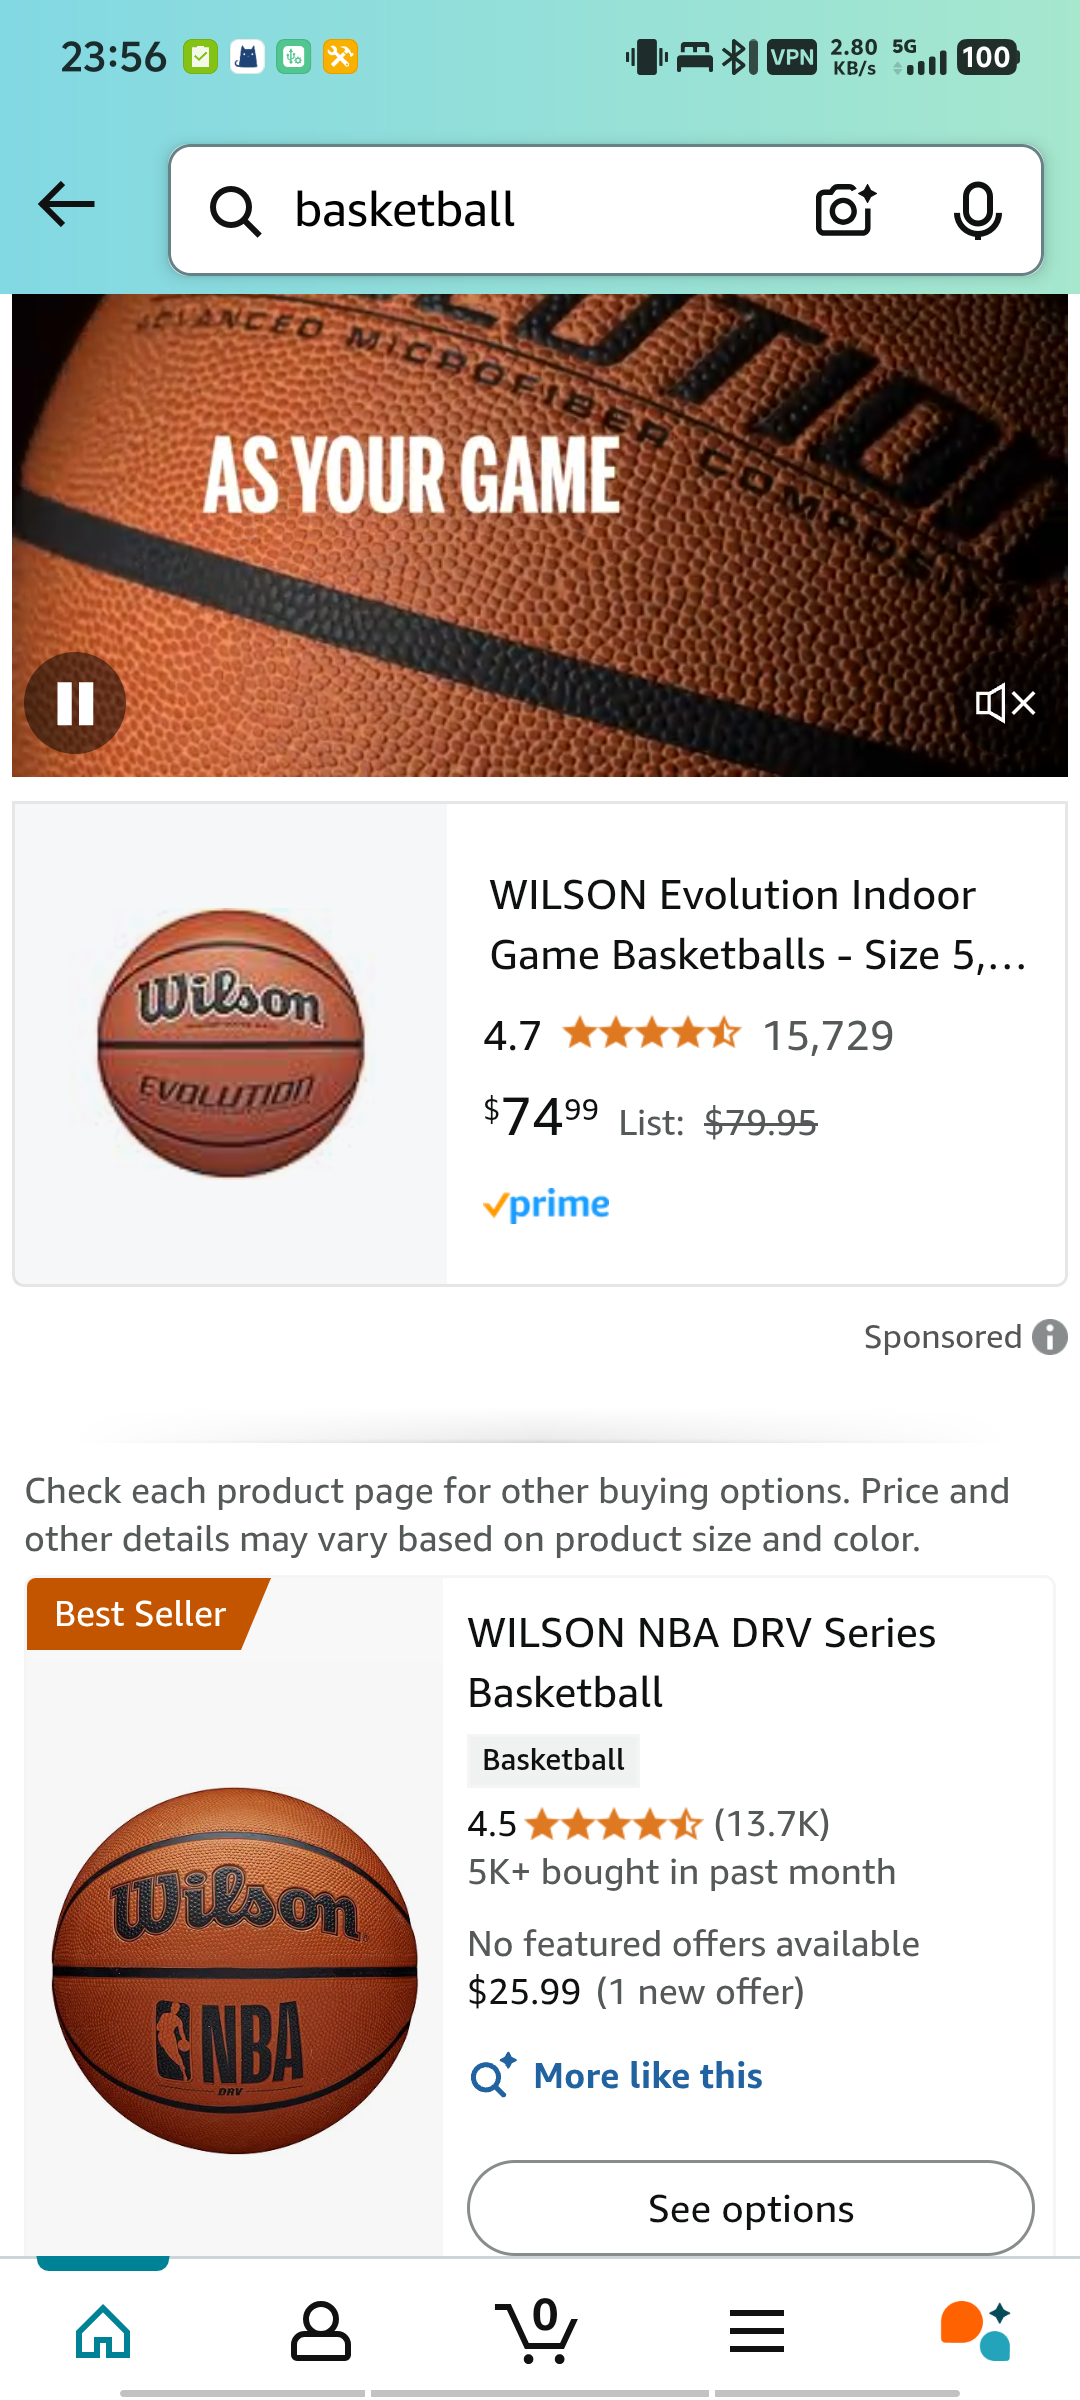 23:56
VPN
2.80
KB/s
5G
100
basketball
ADVANCED MICROFIBER COMPOSITE
AS YOUR GAME
Wilson
EVOLUTION
WILSON Evolution Indoor
Game Basketballs - Size 5,...
4.7
15,729
$74.99 List: $79.95
prime
Sponsored
Check each product page for other buying options. Price and
other details may vary based on product size and color.
Best Seller
WILSON NBA DRV Series
Basketball
Basketball
4.5
(13.7K)
5K+ bought in past month
No featured offers available
$25.99 (1 new offer)
More like this
See options
Wilson
NBA
DRV
0